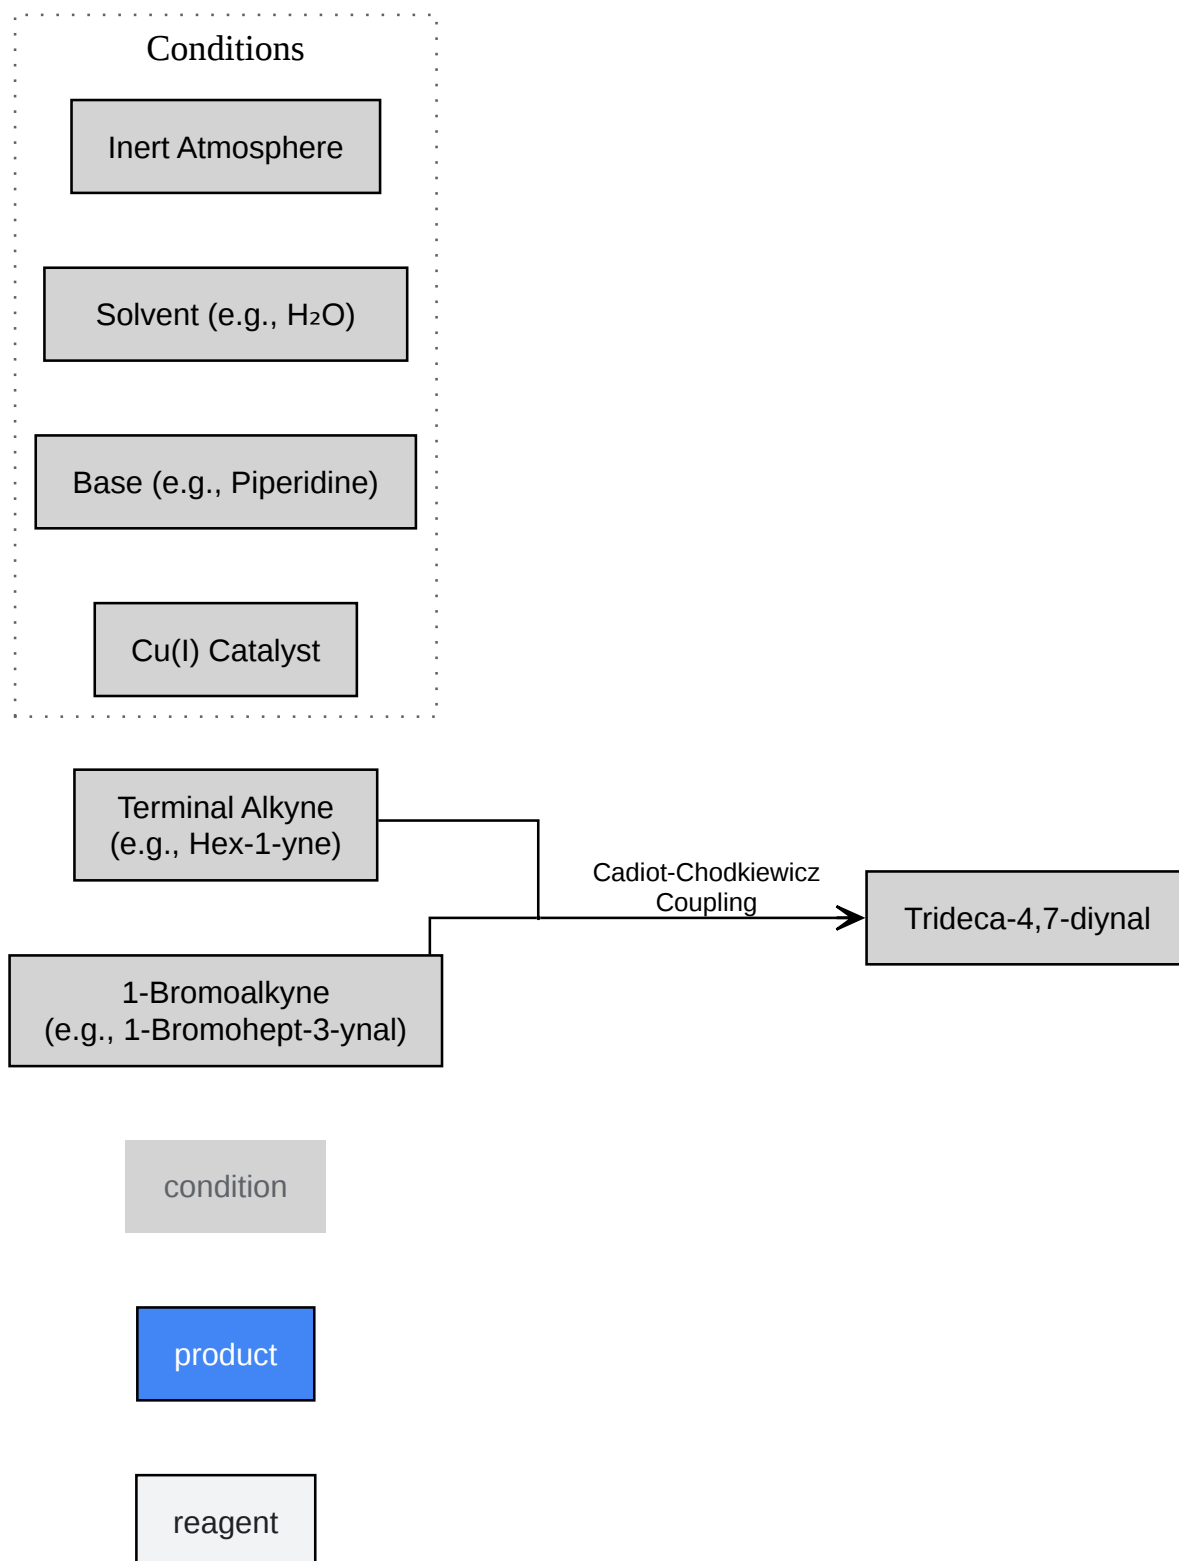 Conditions
Inert Atmosphere
Solvent (e.g., H₂O)
Base (e.g., Piperidine)
Cu(I) Catalyst
Terminal Alkyne
(e.g., Hex-1-yne)
Cadiot-Chodkiewicz
Coupling
Trideca-4,7-diynal
1-Bromoalkyne
(e.g., 1-Bromohept-3-ynal)
condition
product
reagent